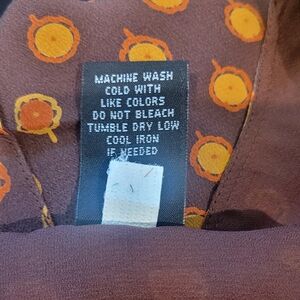 MACHINE WASH
COLD WITH
LIKE COLORS
DO NOT BLEACH
TUMBLE DRY LOW
COOL IRON
IF NEEDED